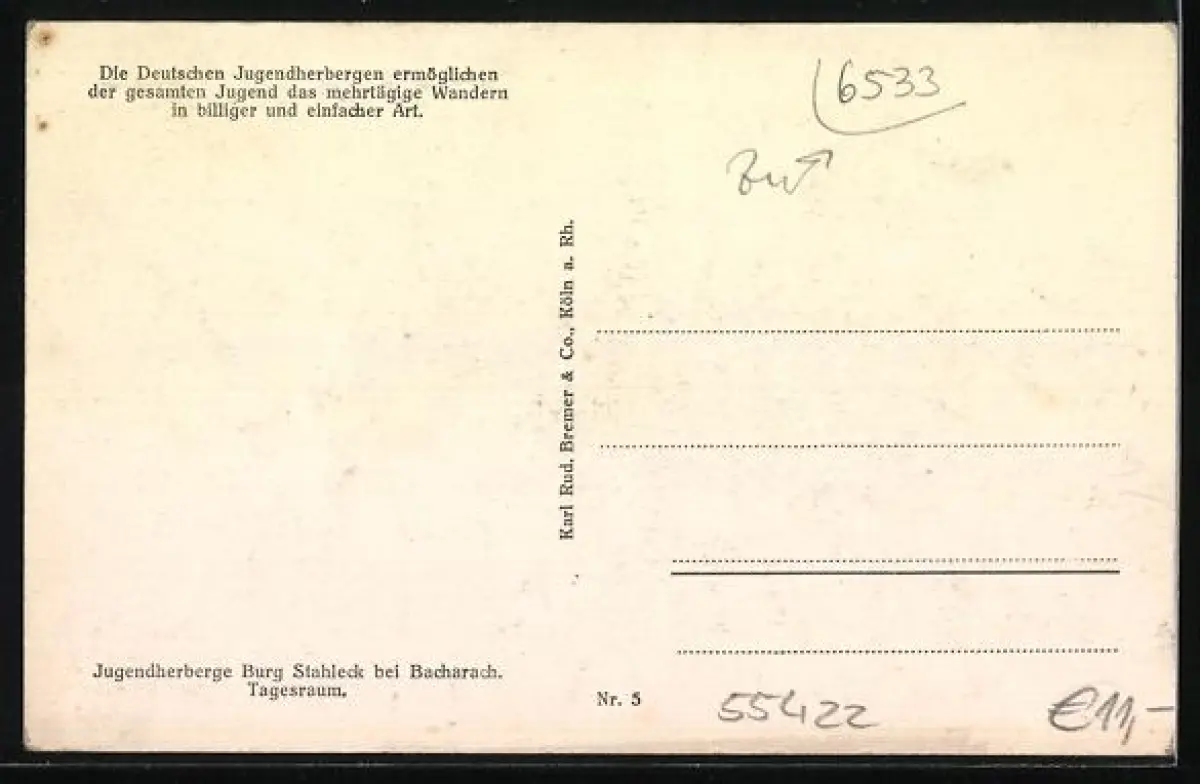 Die Deutschen Jugendherbergen ermöglichen
der gesamten Jugend das mehrtägige Wandern
in billiger und einfacher Art.
6533
Karl Rud. Bremer & Co., Köln a. Rh.
Jugendherberge Burg Stahleck bei Bacharach.
Tagesraum.
Nr. 5
55422
€11,-